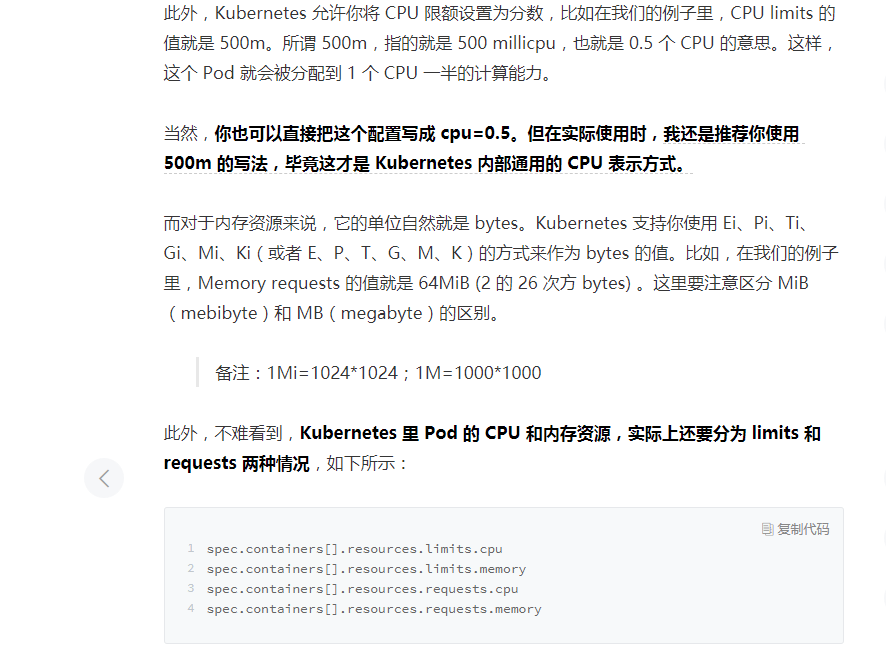 此外，Kubernetes 允许你将 CPU 限额设置为分数，比如在我们的例子里，CPU limits 的
值就是 500m。所谓 500m，指的就是 500 millicpu，也就是 0.5 个 CPU 的意思。这样，
这个 Pod 就会被分配到 1 个 CPU 一半的计算能力。
当然，你也可以直接把这个配置写成 cpu=0.5。但在实际使用时，我还是推荐你使用
500m 的写法，毕竟这才是 Kubernetes 内部通用的 CPU 表示方式。
而对于内存资源来说，它的单位自然就是 bytes。Kubernetes 支持你使用 Ei、Pi、Ti、
Gi、Mi、Ki（或者 E、P、T、G、M、K）的方式来作为 bytes 的值。比如，在我们的例子
里，Memory requests 的值就是 64MiB (2 的 26 次方 bytes) 。这里要注意区分 MiB
（mebibyte）和 MB（megabyte）的区别。
备注：1Mi=1024*1024；1M=1000*1000
此外，不难看到，Kubernetes 里 Pod 的 CPU 和内存资源，实际上还要分为 limits 和
requests 两种情况，如下所示：
复制代码
1 spec.containers[].resources.limits.cpu
2 spec.containers[].resources.limits.memory
3 spec.containers[].resources.requests.cpu
4 spec.containers[].resources.requests.memory